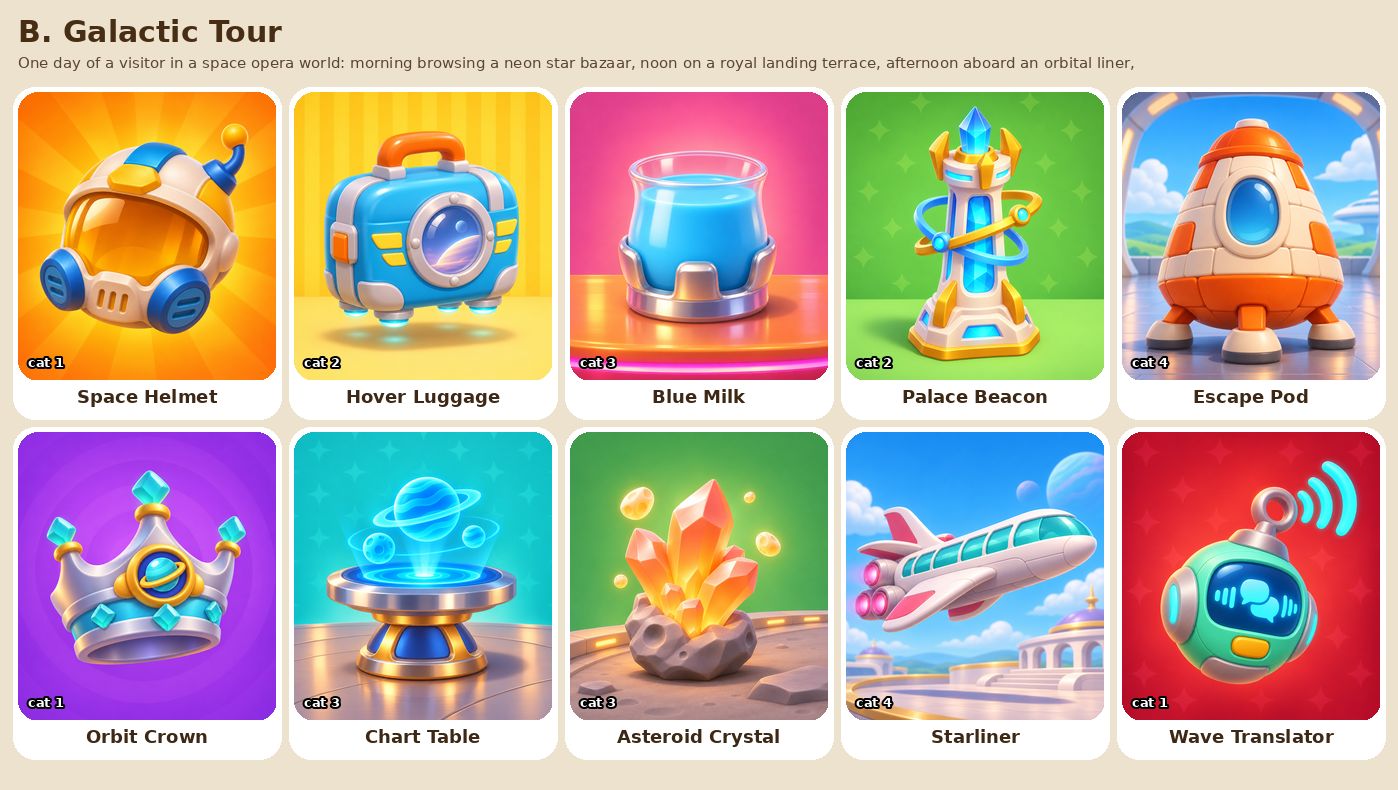 B. Galactic Tour
One day of a visitor in a space opera world: morning browsing a neon star bazaar, noon on a royal landing terrace, afternoon aboard an orbital liner,
cat 1
cat 2
cat 3
cat 2
cat 4
Space Helmet
Hover Luggage
Blue Milk
Palace Beacon
Escape Pod
cat 1
cat 3
cat 3
cat 4
cat 1
Orbit Crown
Chart Table
Asteroid Crystal
Starliner
Wave Translator